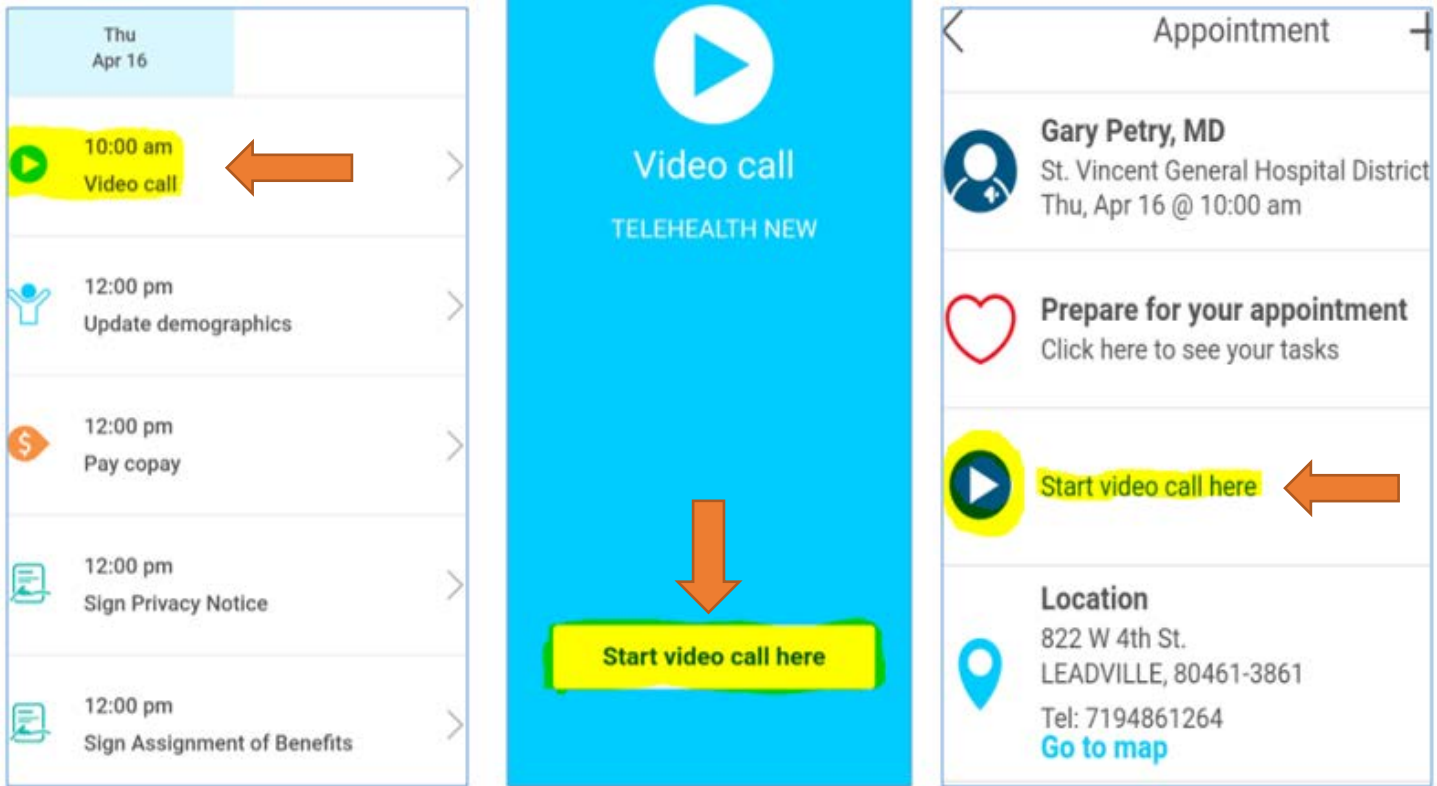 Thu
Apr 16
10:00 am
Video call
12:00 pm
Update demographics
12:00 pm
Pay copay
12:00 pm
Sign Privacy Notice
12:00 pm
Sign Assignment of Benefits
Video call
TELEHEALTH NEW
Start video call here
Appointment
Gary Petry, MD
St. Vincent General Hospital District
Thu, Apr 16 @ 10:00 am
Prepare for your appointment
Click here to see your tasks
Start video call here
Location
822 W 4th St.
LEADVILLE, 80461-3861
Tel: 7194861264
Go to map